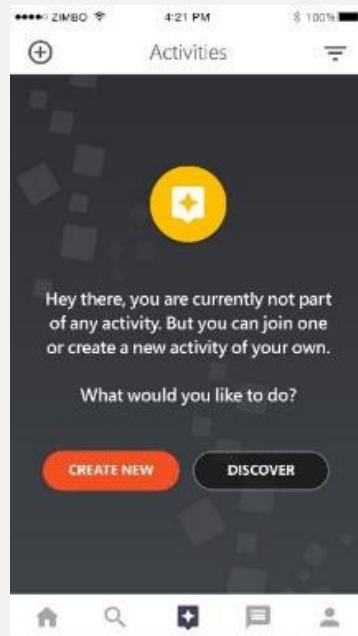 ZIMBO 4:21 PM 100%
Activities
Hey there, you are currently not part
of any activity. But you can join one
or create a new activity of your own.
What would you like to do?
CREATE NEW DISCOVER